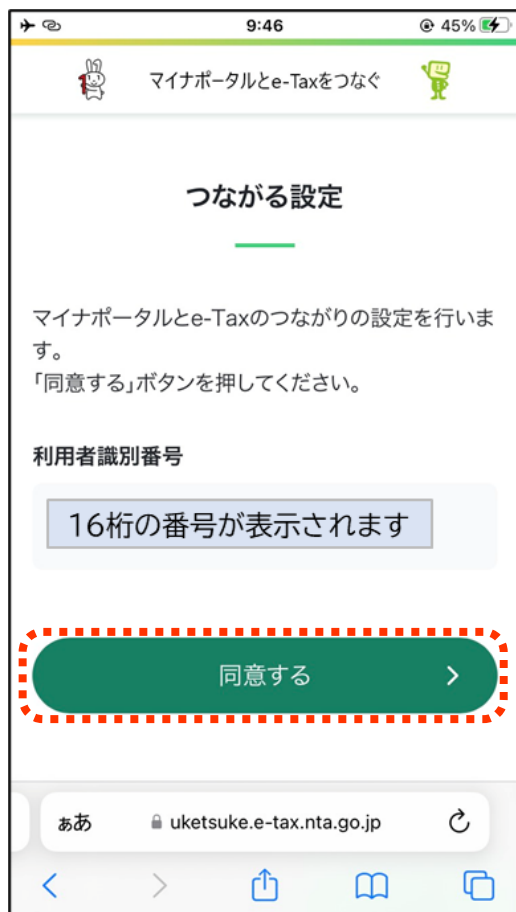 9:46
45%
マイナポータルとe-Taxをつなぐ
つながる設定
マイナポータルとe-Taxのつながりの設定を行いま
す。
「同意する」ボタンを押してください。
利用者識別番号
16桁の番号が表示されます
同意する
ぁあ
uketsuke.e-tax.nta.go.jp